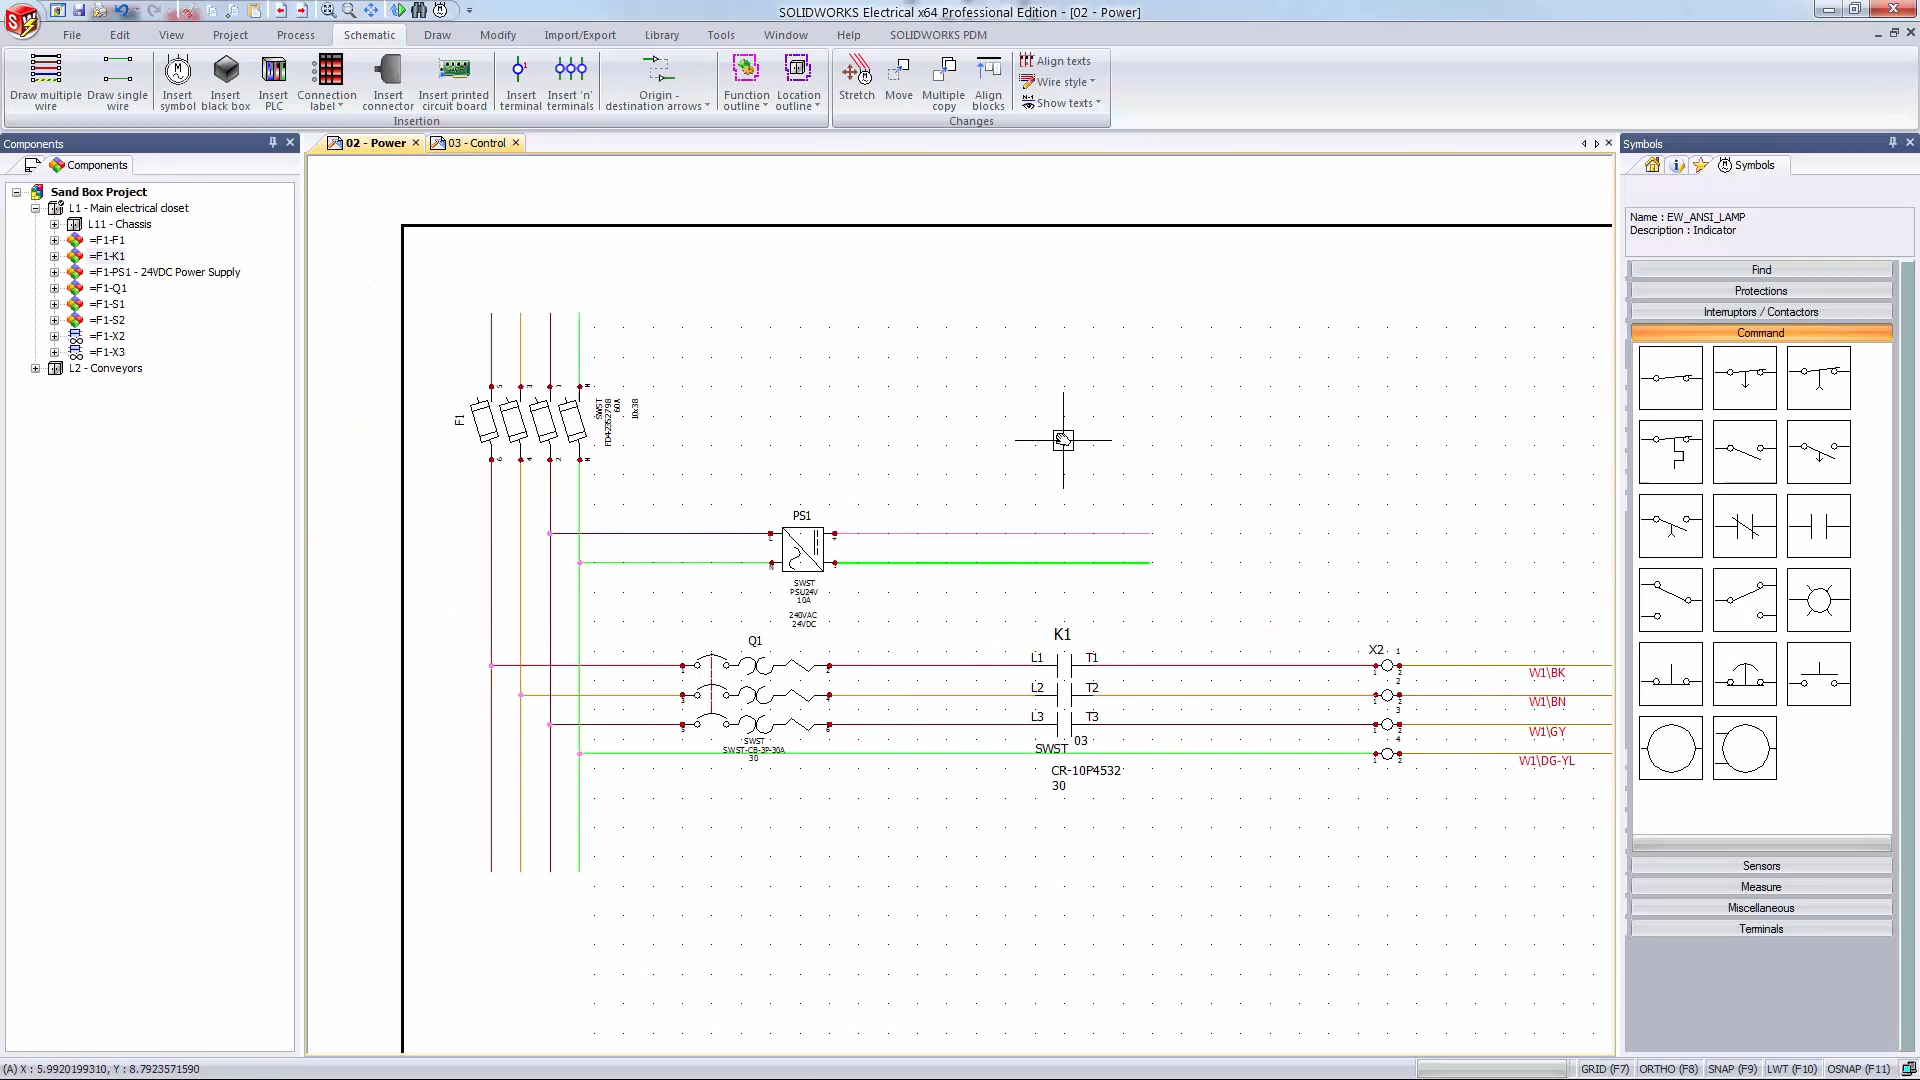 SOLIDWORKS Electrical x64 Professional Edition - [02 - Power]
File Edit View Project Process Schematic Draw Modify Import/Export Library Tools Window Help SOLIDWORKS PDM
Draw multiple wire
Draw single wire
Insert symbol
Insert black box
Insert PLC
Connection label
Insert connector
Insert printed circuit board
Insert terminal
Insert 'n' terminals
Origin - destination arrows
Function outline
Location outline
Insertion
Stretch
Move
Multiple copy
Align blocks
Align texts
Wire style
Show texts
Changes
Components
Components
Sand Box Project
L1 - Main electrical closet
L11 - Chassis
=F1-F1
=F1-K1
=F1-PS1 - 24VDC Power Supply
=F1-Q1
=F1-S1
=F1-S2
=F1-X2
=F1-X3
L2 - Conveyors
02 - Power
03 - Control
F1
SWST
FD42352798
60A
10x38
PS1
SWST
PSU24V
10A
240VAC
24VDC
Q1
SWST
SWST-CB-3P-30A
30
K1
L1 T1
L2 T2
L3 T3
03
SWST
CR-10P4532
30
X2
1
2
3
4
W1\BK
W1\BN
W1\GY
W1\DG-YL
Symbols
Symbols
Name : EW_ANSI_LAMP
Description : Indicator
Find
Protections
Interruptors / Contactors
Command
Sensors
Measure
Miscellaneous
Terminals
(A) X : 5.9920199310, Y : 8.7923571590
GRID (F7) ORTHO (F8) SNAP (F9) LWT (F10) OSNAP (F11)